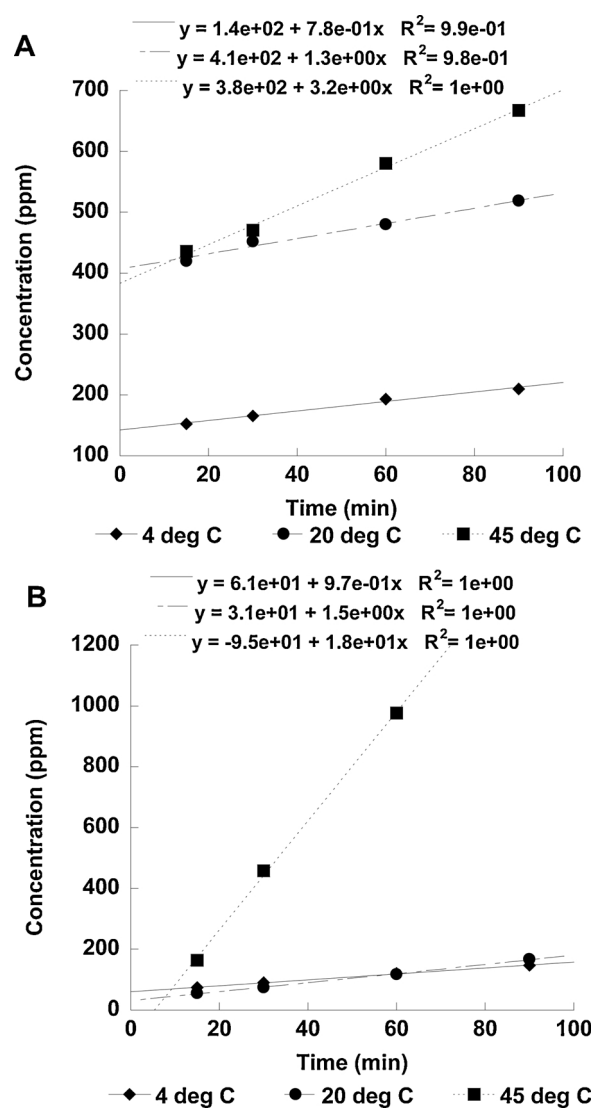 A
y = 1.4e+02 + 7.8e-01x R²= 9.9e-01
y = 4.1e+02 + 1.3e+00x R²= 9.8e-01
y = 3.8e+02 + 3.2e+00x R²= 1e+00
700
600
500
400
300
200
100
Concentration (ppm)
0 20 40 60 80 100
Time (min)
4 deg C 20 deg C 45 deg C
B
y = 6.1e+01 + 9.7e-01x R²= 1e+00
y = 3.1e+01 + 1.5e+00x R²= 1e+00
y = -9.5e+01 + 1.8e+01x R²= 1e+00
1200
1000
800
600
400
200
0
Concentration (ppm)
0 20 40 60 80 100
Time (min)
4 deg C 20 deg C 45 deg C